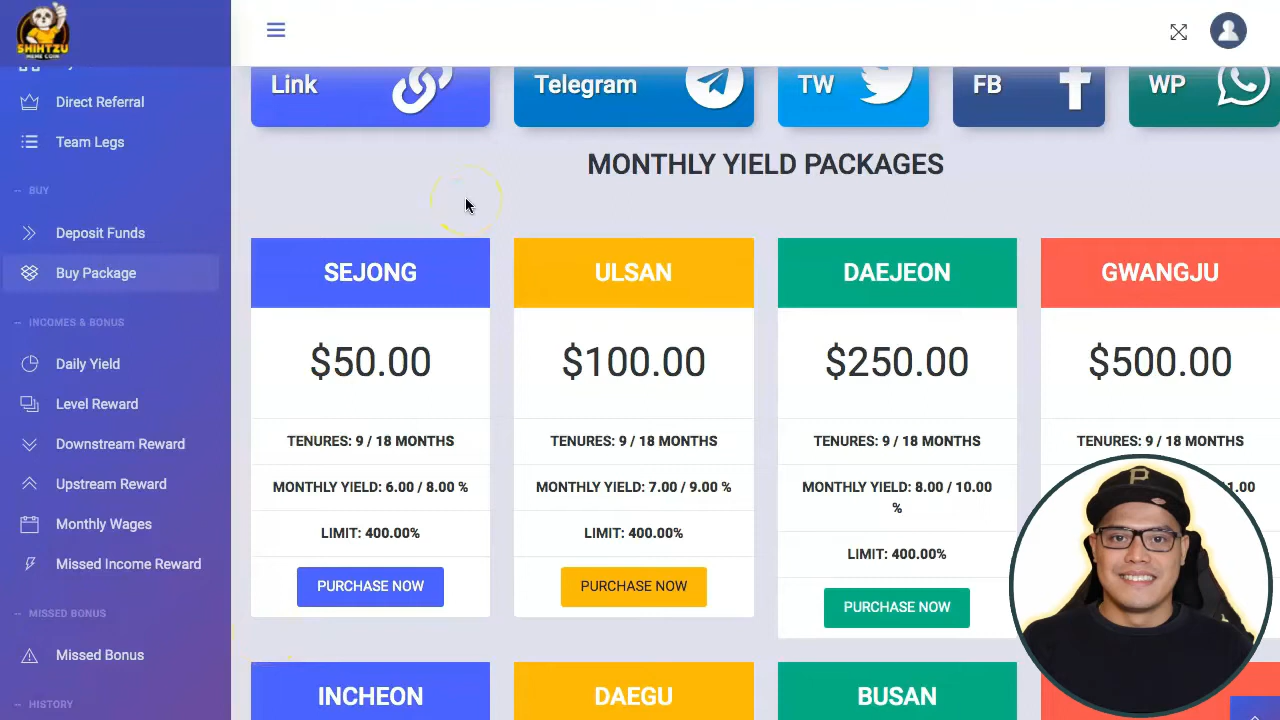 SHIHTZU
MEME COIN
Direct Referral
Team Legs
BUY
Deposit Funds
Buy Package
INCOMES & BONUS
Daily Yield
Level Reward
Downstream Reward
Upstream Reward
Monthly Wages
Missed Income Reward
MISSED BONUS
Missed Bonus
HISTORY
Link
Telegram
TW
FB
WP
MONTHLY YIELD PACKAGES
SEJONG
$50.00
TENURES: 9 / 18 MONTHS
MONTHLY YIELD: 6.00 / 8.00 %
LIMIT: 400.00%
PURCHASE NOW
ULSAN
$100.00
TENURES: 9 / 18 MONTHS
MONTHLY YIELD: 7.00 / 9.00 %
LIMIT: 400.00%
PURCHASE NOW
DAEJEON
$250.00
TENURES: 9 / 18 MONTHS
MONTHLY YIELD: 8.00 / 10.00
%
LIMIT: 400.00%
PURCHASE NOW
GWANGJU
$500.00
TENURES: 9 / 18 MONTHS
P
INCHEON
DAEGU
BUSAN